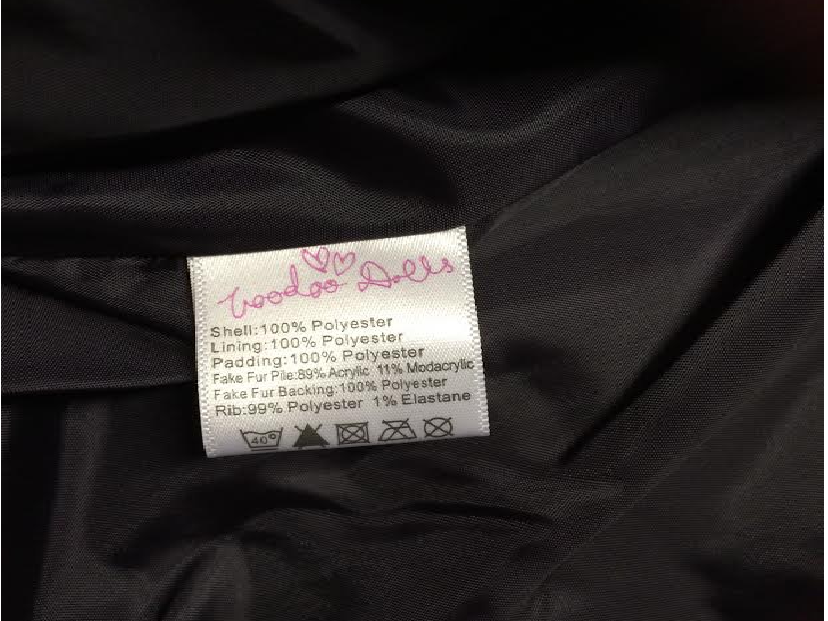 Voodoo Dolls
Shell:100% Polyester
Lining:100% Polyester
Padding:100% Polyester
Fake Fur Pile:89% Acrylic 11% Modacrylic
Fake Fur Backing:100% Polyester
Rib:99% Polyester 1% Elastane
40°